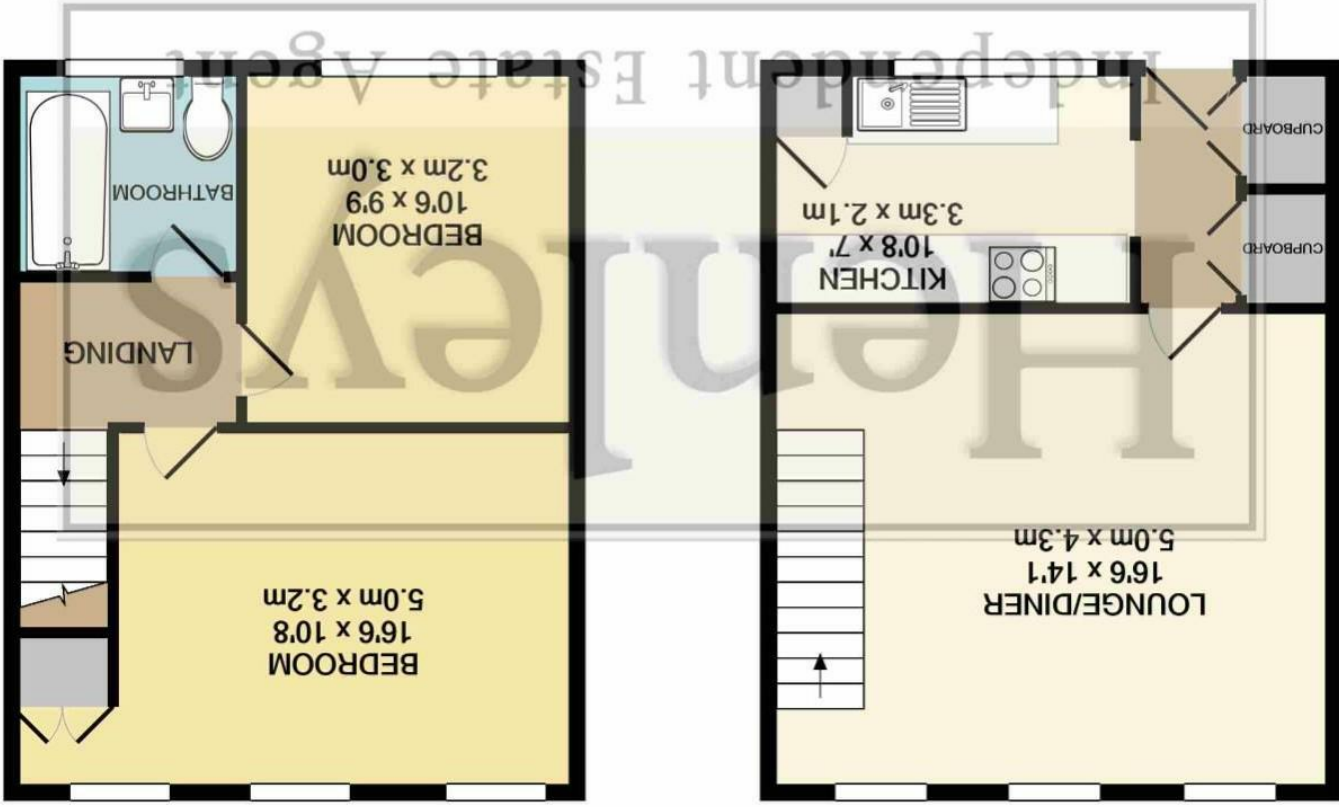 Henleys
Independent Estate Agent
LOUNGE/DINER
16'6 x 14'1
5.0m x 4.3m
KITCHEN
10'8 x 7'
3.3m x 2.1m
CUPBOARD
CUPBOARD
BEDROOM
16'6 x 10'8
5.0m x 3.2m
LANDING
BEDROOM
10'6 x 9'9
3.2m x 3.0m
BATHROOM